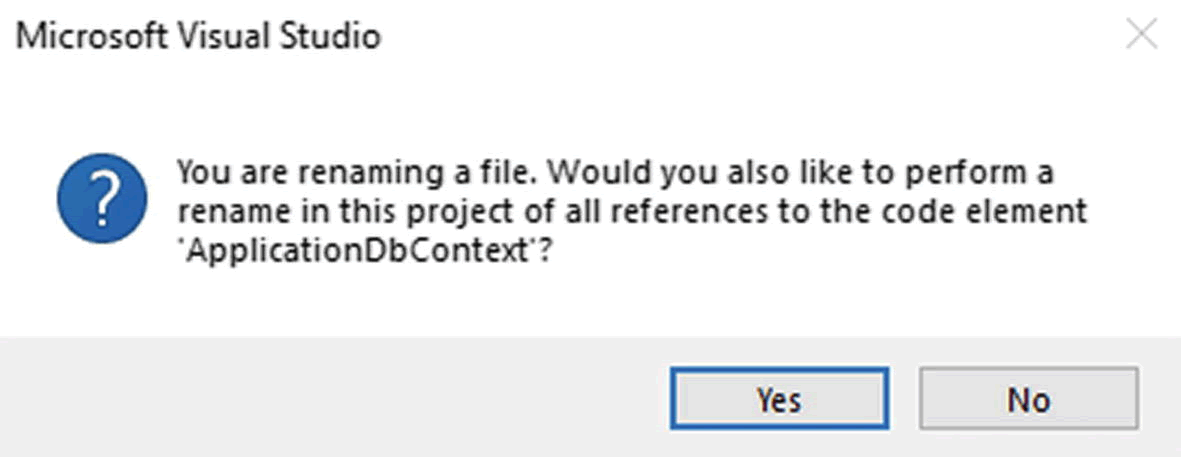 Microsoft Visual Studio
You are renaming a file. Would you also like to perform a
rename in this project of all references to the code element
'ApplicationDbContext'?
Yes
No